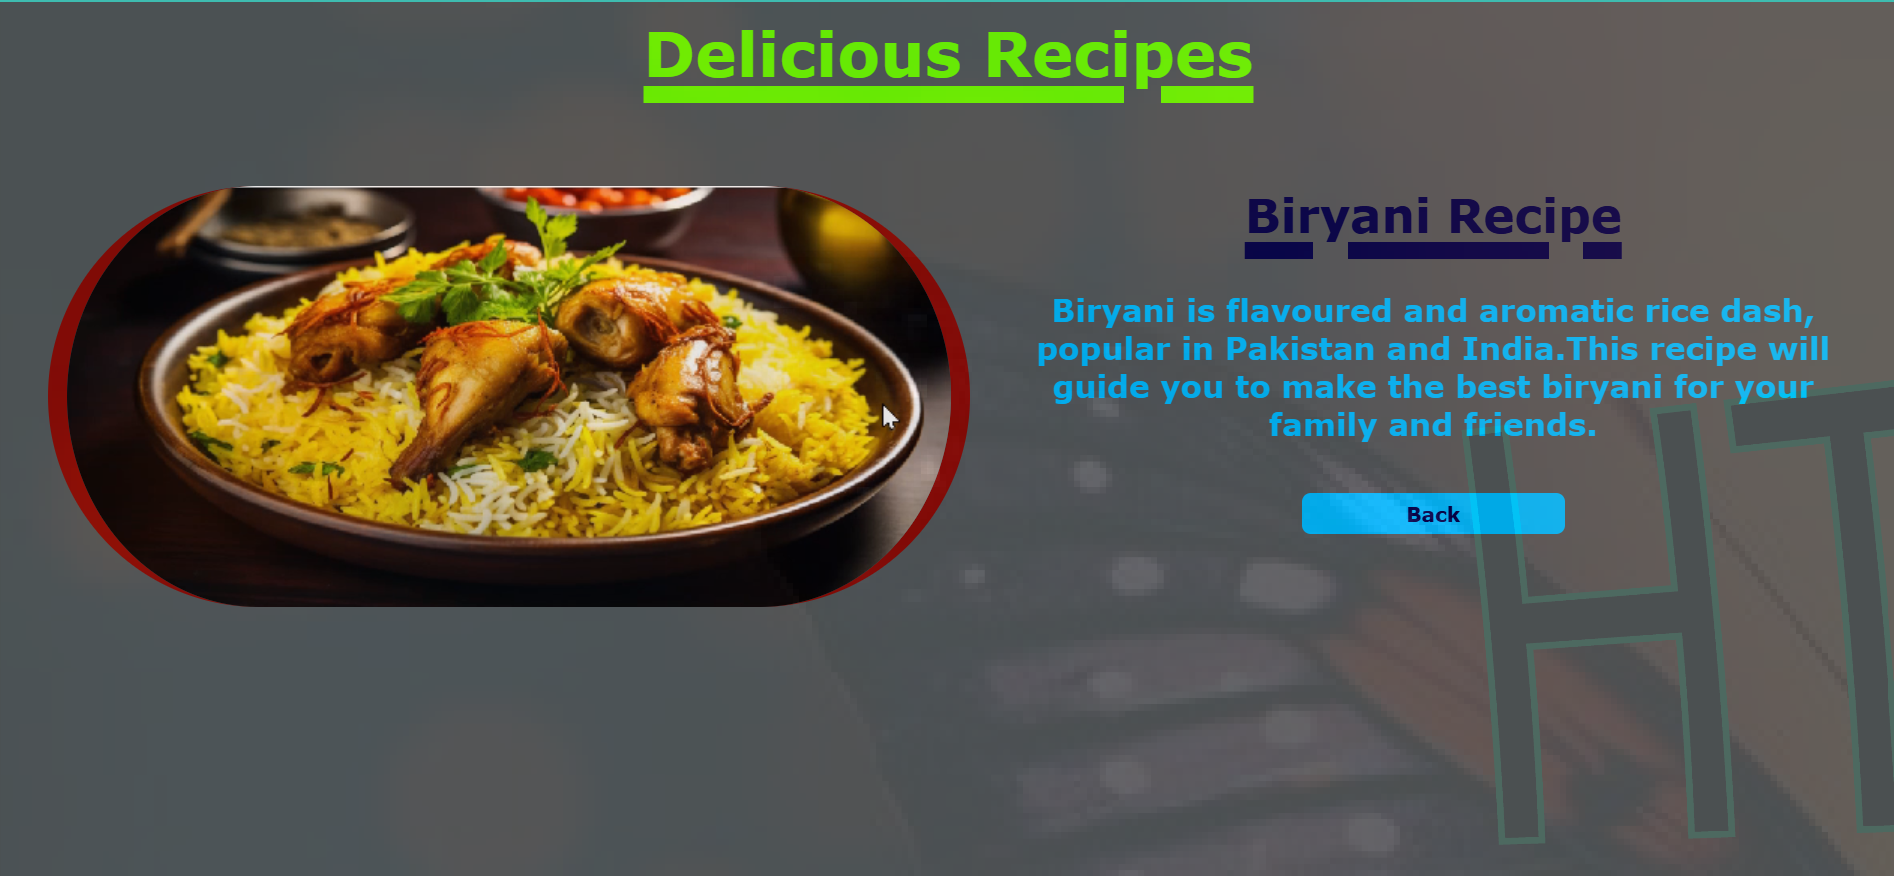 Delicious Recipes
Biryani Recipe
Biryani is flavoured and aromatic rice dash,
popular in Pakistan and India.This recipe will
guide you to make the best biryani for your
family and friends.
Back
HT